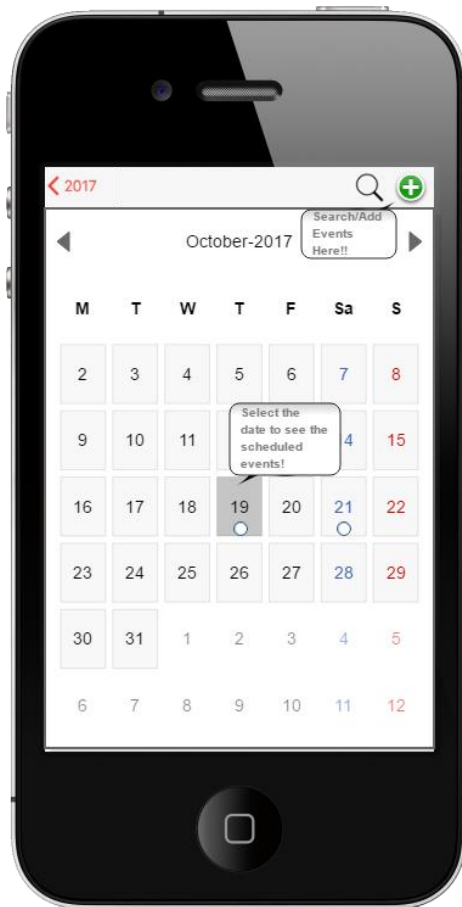 2017
Search/Add
Events
Here!!
October-2017
M T W T F Sa S
2 3 4 5 6 7 8
Select the
date to see the
scheduled
events!
9 10 11 4 15
16 17 18 19 20 21 22
23 24 25 26 27 28 29
30 31 1 2 3 4 5
6 7 8 9 10 11 12